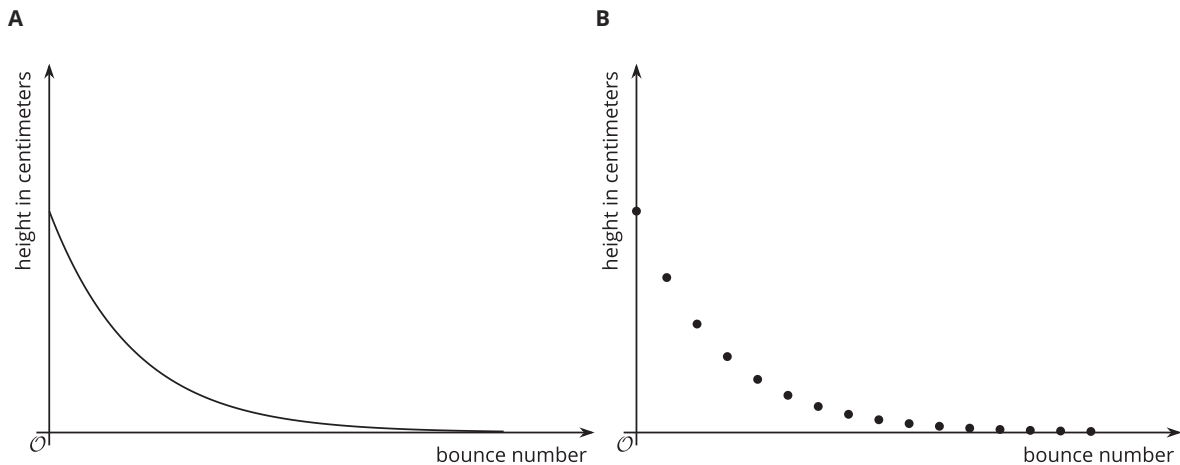 A
height in centimeters
O
bounce number
B
height in centimeters
O
bounce number